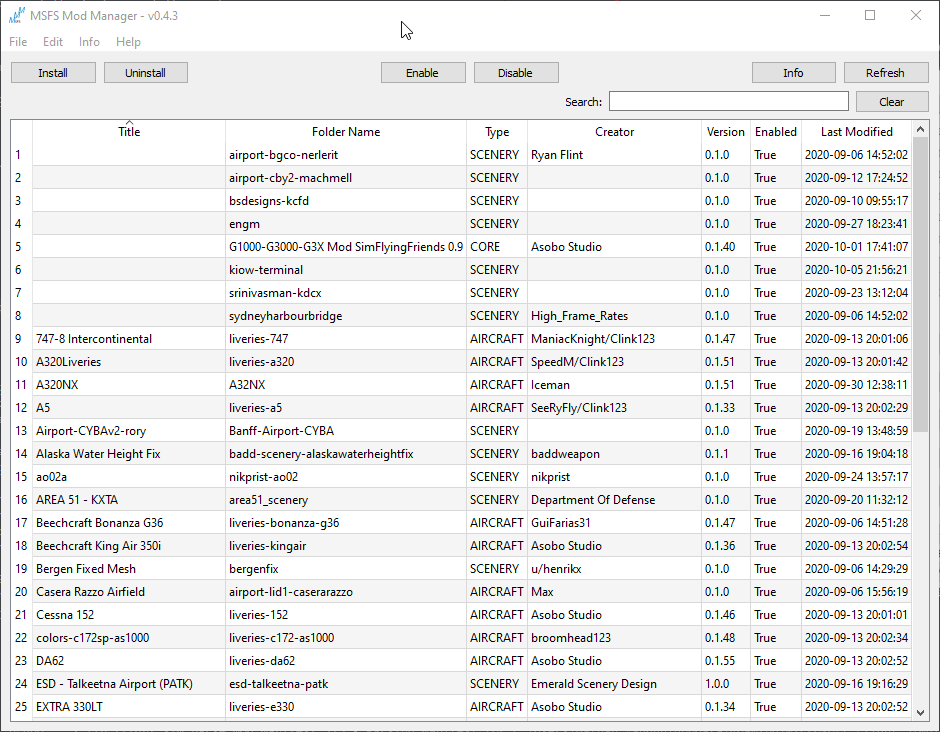 MSFS Mod Manager - v0.4.3
File Edit Info Help
Install Uninstall Enable Disable Info Refresh
Search: Clear
Title Folder Name Type Creator Version Enabled Last Modified
1 airport-bgco-nerlerit SCENERY Ryan Flint 0.1.0 True 2020-09-06 14:52:02
2 airport-cby2-machmell SCENERY 0.1.0 True 2020-09-12 17:24:52
3 bsdesigns-kcfd SCENERY 0.1.0 True 2020-09-10 09:55:17
4 engm SCENERY 0.1.0 True 2020-09-27 18:23:41
5 G1000-G3000-G3X Mod SimFlyingFriends 0.9 CORE Asobo Studio 0.1.40 True 2020-10-01 17:41:07
6 kiow-terminal SCENERY 0.1.0 True 2020-10-05 21:56:21
7 srinivasman-kdcx SCENERY 0.1.0 True 2020-09-23 13:12:04
8 sydneyharbourbridge SCENERY High_Frame_Rates 0.1.0 True 2020-09-06 14:52:02
9 747-8 Intercontinental liveries-747 AIRCRAFT ManiacKnight/Clink123 0.1.47 True 2020-09-13 20:01:06
10 A320Liveries liveries-a320 AIRCRAFT SpeedM/Clink123 0.1.51 True 2020-09-13 20:01:42
11 A320NX A32NX AIRCRAFT Iceman 0.1.51 True 2020-09-30 12:38:11
12 A5 liveries-a5 AIRCRAFT SeeRyFly/Clink123 0.1.33 True 2020-09-13 20:02:29
13 Airport-CYBAv2-rory Banff-Airport-CYBA SCENERY 0.1.0 True 2020-09-19 13:48:59
14 Alaska Water Height Fix badd-scenery-alaskawaterheightfix SCENERY baddweapon 0.1.1 True 2020-09-16 19:04:18
15 ao02a nikprist-ao02 SCENERY nikprist 0.1.0 True 2020-09-24 13:57:17
16 AREA 51 - KXTA area51_scenery SCENERY Department Of Defense 0.1.0 True 2020-09-20 11:32:12
17 Beechcraft Bonanza G36 liveries-bonanza-g36 AIRCRAFT GuiFarias31 0.1.47 True 2020-09-06 14:51:28
18 Beechcraft King Air 350i liveries-kingair AIRCRAFT Asobo Studio 0.1.36 True 2020-09-13 20:02:54
19 Bergen Fixed Mesh bergenfix SCENERY u/henrikx 0.1.0 True 2020-09-06 14:29:29
20 Casera Razzo Airfield airport-lid1-caserarazzo SCENERY Max 0.1.0 True 2020-09-06 15:56:19
21 Cessna 152 liveries-152 AIRCRAFT Asobo Studio 0.1.46 True 2020-09-13 20:01:01
22 colors-c172sp-as1000 liveries-c172-as1000 AIRCRAFT broomhead123 0.1.48 True 2020-09-13 20:02:34
23 DA62 liveries-da62 AIRCRAFT Asobo Studio 0.1.55 True 2020-09-13 20:02:52
24 ESD - Talkeetna Airport (PATK) esd-talkeetna-patk SCENERY Emerald Scenery Design 1.0.0 True 2020-09-16 19:16:29
25 EXTRA 330LT liveries-e330 AIRCRAFT Asobo Studio 0.1.34 True 2020-09-13 20:02:52